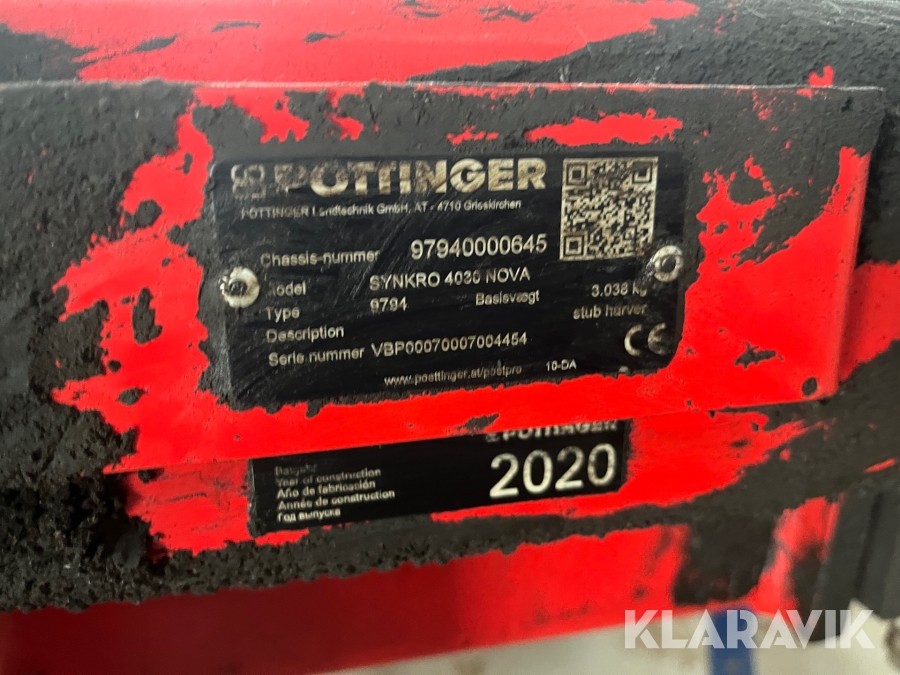 PÖTTINGER
PÖTTINGER Landtechnik GmbH, AT - 4710 Grieskirchen
Chassis-nummer 97940000645
Model SYNKRO 4030 NOVA
Type 9794 Basisvægt 3.038 kg
Description stub harver
Serie nummer VBP00070007004454
CE
www.poettinger.at/poetpro 10-DA
PÖTTINGER
Baujahr
Year of construction
Año de fabricación
Année de construction
Год выпуска
2020
KLARAVIK